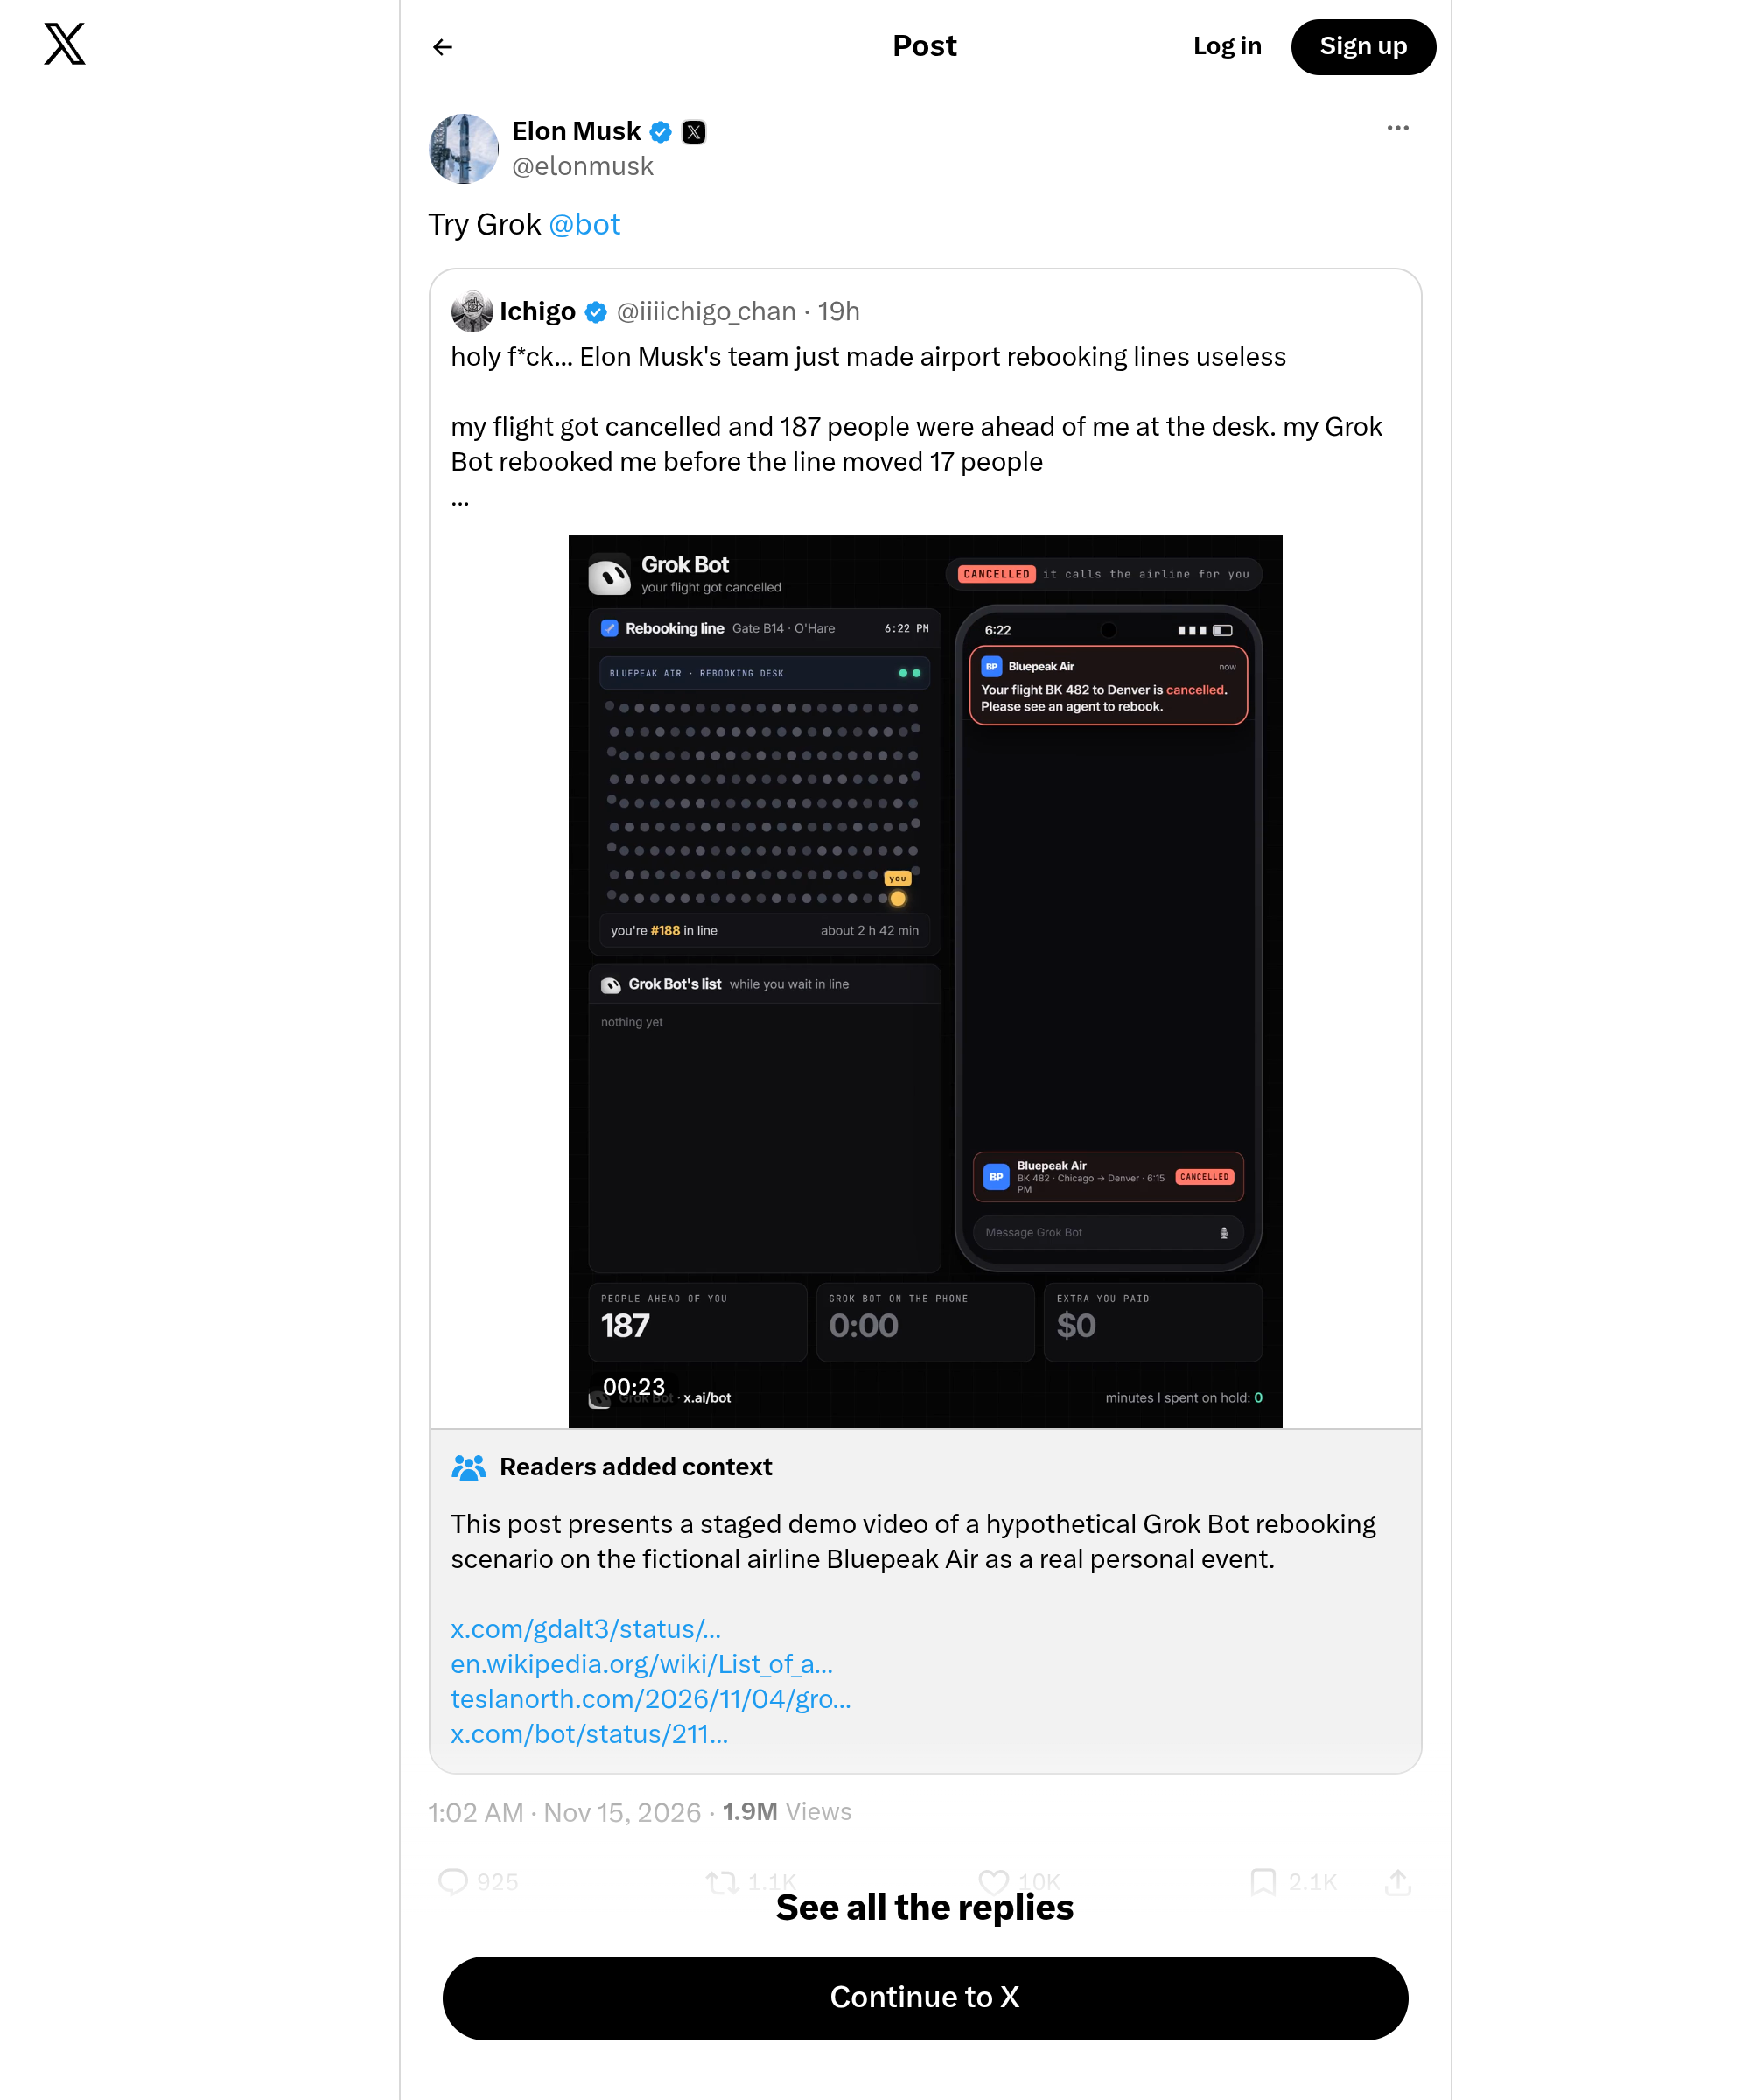 Post
Log in
Sign up
Elon Musk
@elonmusk
Try Grok @bot
Ichigo @iiiichigo_chan · 19h
holy f*ck... Elon Musk's team just made airport rebooking lines useless
my flight got cancelled and 187 people were ahead of me at the desk. my Grok
Bot rebooked me before the line moved 17 people
...
Grok Bot
your flight got cancelled
CANCELLED it calls the airline for you
Rebooking line Gate B14 · O'Hare 6:22 PM
BLUEPEAK AIR · REBOOKING DESK
you
you're #188 in line about 2 h 42 min
Grok Bot's list while you wait in line
nothing yet
6:22
BP Bluepeak Air now
Your flight BK 482 to Denver is cancelled.
Please see an agent to rebook.
BP
Bluepeak Air
BK 482 · Chicago → Denver · 6:15
PM
CANCELLED
Message Grok Bot
PEOPLE AHEAD OF YOU
187
GROK BOT ON THE PHONE
0:00
EXTRA YOU PAID
$0
00:23
Grok Bot · x.ai/bot
minutes I spent on hold: 0
Readers added context
This post presents a staged demo video of a hypothetical Grok Bot rebooking
scenario on the fictional airline Bluepeak Air as a real personal event.
x.com/gdalt3/status/...
en.wikipedia.org/wiki/List_of_a...
teslanorth.com/2026/11/04/gro...
x.com/bot/status/211...
1:02 AM · Nov 15, 2026 · 1.9M Views
925 1.1K 10K 2.1K
See all the replies
Continue to X